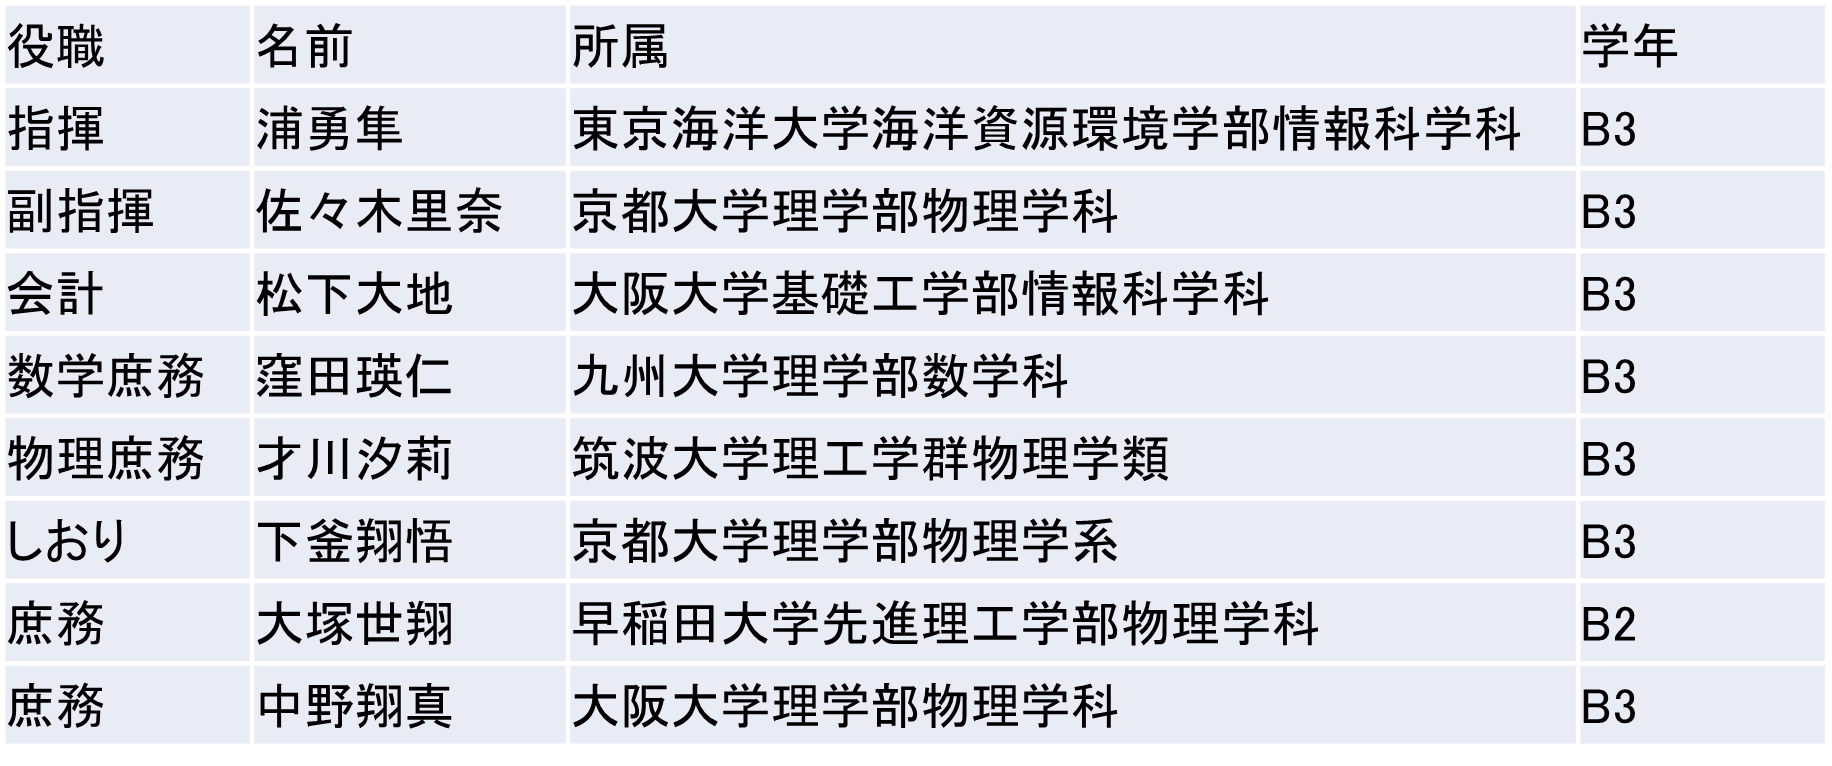 役職 名前 所属 学年
指揮 浦勇隼 東京海洋大学海洋資源環境学部情報科学科 B3
副指揮 佐々木里奈 京都大学理学部物理学科 B3
会計 松下大地 大阪大学基礎工学部情報科学科 B3
数学庶務 窪田瑛仁 九州大学理学部数学科 B3
物理庶務 才川汐莉 筑波大学理工学群物理学類 B3
しおり 下釜翔悟 京都大学理学部物理学系 B3
庶務 大塚世翔 早稲田大学先進理工学部物理学科 B2
庶務 中野翔真 大阪大学理学部物理学科 B3